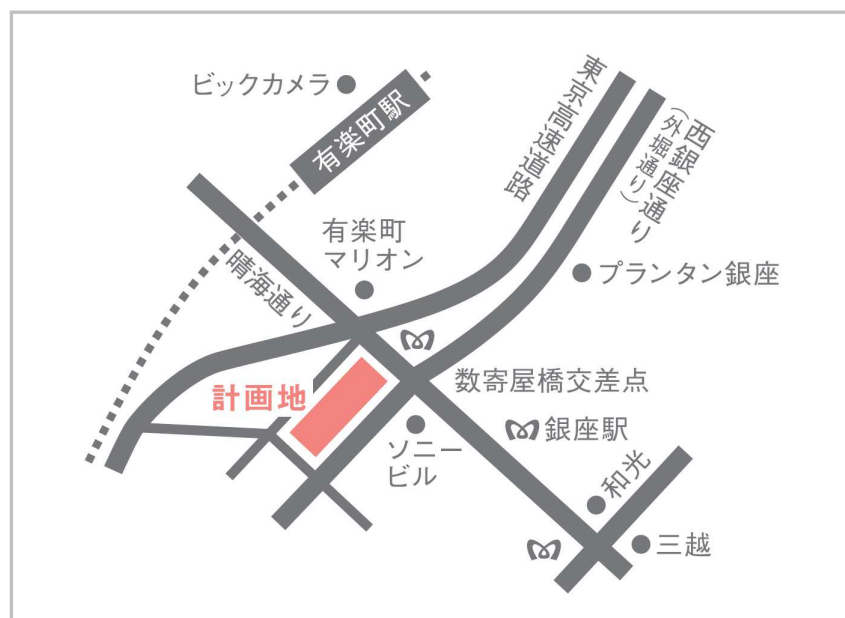 ビックカメラ
有楽町駅
東京高速道路
西銀座通り
(外堀通り)
有楽町
マリオン
晴海通り
プランタン銀座
計画地
数寄屋橋交差点
ソニー
ビル
銀座駅
和光
三越